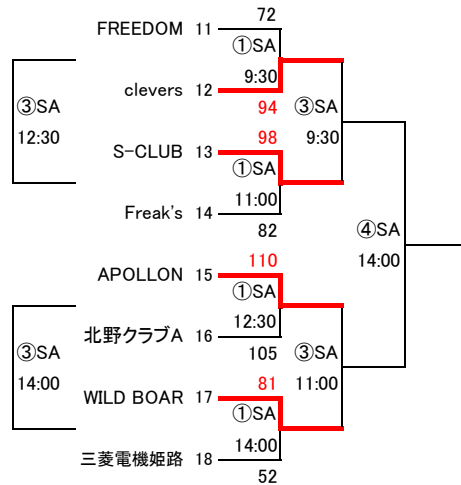 72
FREEDOM 11
①SA
9:30
clevers 12
94
③SA
12:30
③SA
9:30
98
S-CLUB 13
①SA
11:00
Freak's 14
82
④SA
14:00
110
APOLLON 15
①SA
12:30
北野クラブA 16
105
③SA
14:00
③SA
11:00
81
WILD BOAR 17
①SA
14:00
三菱電機姫路 18
52